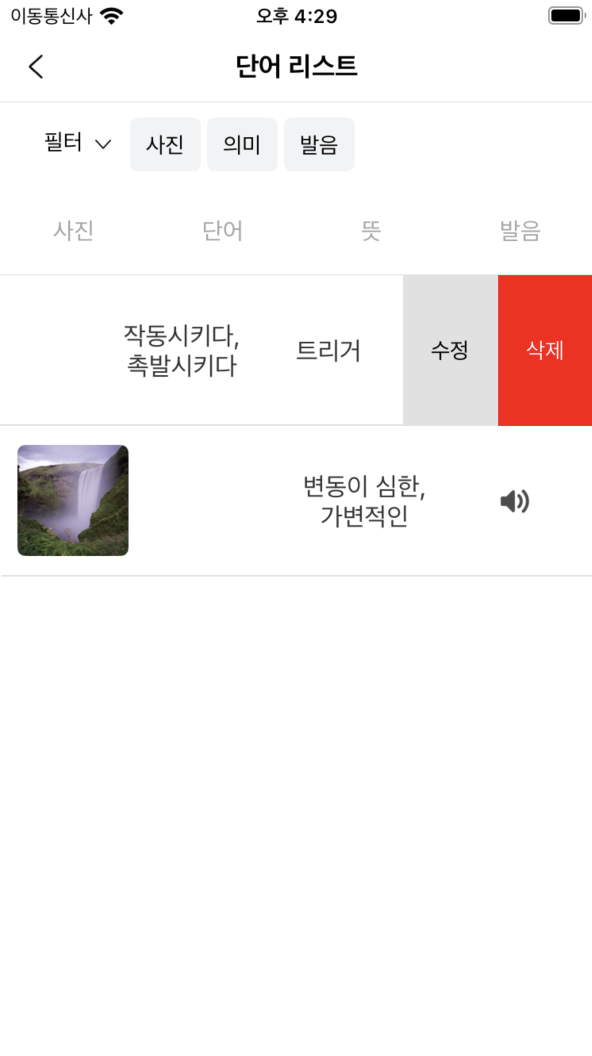 이동통신사
오후 4:29
단어 리스트
필터 사진 의미 발음
사진 단어 뜻 발음
작동시키다,
촉발시키다
트리거
수정
삭제
변동이 심한,
가변적인